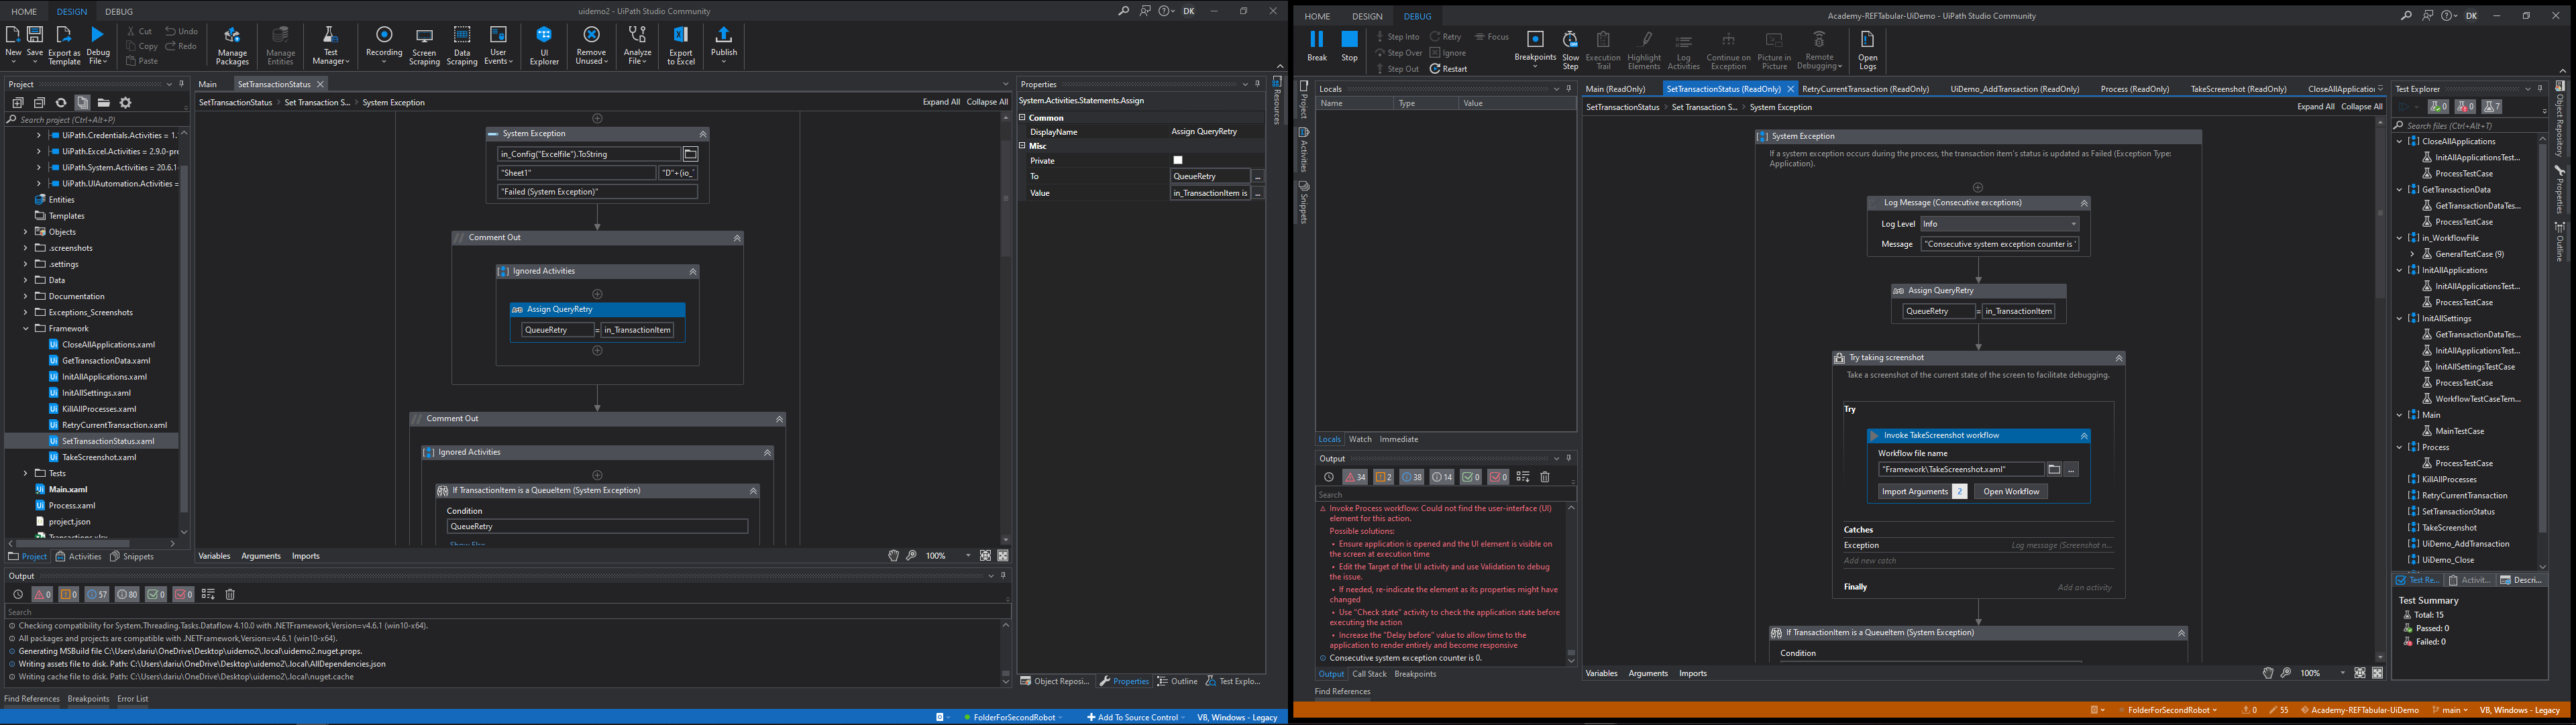 HOME DESIGN DEBUG
uidemo2 - UiPath Studio Community
DK
New
Save
Export as Template
Debug File
Cut
Copy
Paste
Undo
Redo
Manage Packages
Manage Entities
Test Manager
Recording
Screen Scraping
Data Scraping
User Events
UI Explorer
Remove Unused
Analyze File
Export to Excel
Publish
Project
Search project (Ctrl+Alt+P)
UiPath.Credentials.Activities = 1.
UiPath.Excel.Activities = 2.9.0-pre
UiPath.System.Activities = 20.6.1-
UiPath.UIAutomation.Activities =
Entities
Templates
Objects
.screenshots
.settings
Data
Documentation
Exceptions_Screenshots
Framework
CloseAllApplications.xaml
GetTransactionData.xaml
InitAllApplications.xaml
InitAllSettings.xaml
KillAllProcesses.xaml
RetryCurrentTransaction.xaml
SetTransactionStatus.xaml
TakeScreenshot.xaml
Tests
Main.xaml
Process.xaml
project.json
Transactions.xlsx
Project Activities Snippets
Main SetTransactionStatus
SetTransactionStatus > Set Transaction S... > System Exception
Expand All Collapse All
System Exception
in_Config("Excelfile").ToString
"Sheet1" "D"+(io_
"Failed (System Exception)"
Comment Out
Ignored Activities
Assign QueryRetry
QueueRetry = in_TransactionItem
Comment Out
Ignored Activities
If TransactionItem is a QueueItem (System Exception)
Condition
QueueRetry
Show Else
Variables Arguments Imports
100%
Properties
System.Activities.Statements.Assign
Common
DisplayName Assign QueryRetry
Misc
Private
To QueueRetry ...
Value in_TransactionItem is ...
Resources
Object Reposi... Properties Outline Test Explo...
Output
0 0 57 80 0 0
Search
Checking compatibility for System.Threading.Tasks.Dataflow 4.10.0 with .NETFramework,Version=v4.6.1 (win10-x64).
All packages and projects are compatible with .NETFramework,Version=v4.6.1 (win10-x64).
Generating MSBuild file C:\Users\dariu\OneDrive\Desktop\uidemo2\.local\uidemo2.nuget.props.
Writing assets file to disk. Path: C:\Users\dariu\OneDrive\Desktop\uidemo2\.local\AllDependencies.json
Writing cache file to disk. Path: C:\Users\dariu\OneDrive\Desktop\uidemo2\.local\nuget.cache
Find References Breakpoints Error List
FolderForSecondRobot Add To Source Control VB, Windows - Legacy
HOME DESIGN DEBUG
Academy-REFTabular-UiDemo - UiPath Studio Community
DK
Break
Stop
Step Into
Step Over
Step Out
Retry
Ignore
Restart
Focus
Breakpoints
Slow Step
Execution Trail
Highlight Elements
Log Activities
Continue on Exception
Picture in Picture
Remote Debugging
Open Logs
Project
Activities
Snippets
Locals
Name Type Value
Locals Watch Immediate
Output
34 2 38 14 0 0
Search
Invoke Process workflow: Could not find the user-interface (UI)
element for this action.
Possible solutions:
• Ensure application is opened and the UI element is visible
on the screen at execution time
• Edit the Target of the UI activity and use Validation to debug
the issue.
• If needed, re-indicate the element as its properties might have
changed
• Use "Check state" activity to check the application state before
executing the action
• Increase the "Delay before" value to allow time to the
application to render entirely and become responsive
Consecutive system exception counter is 0.
Output Call Stack Breakpoints
Find References
Main (ReadOnly) SetTransactionStatus (ReadOnly) RetryCurrentTransaction (ReadOnly) UiDemo_AddTransaction (ReadOnly) Process (ReadOnly) TakeScreenshot (ReadOnly) CloseAllApplication
SetTransactionStatus > Set Transaction S... > System Exception
Expand All Collapse All
System Exception
If a system exception occurs during the process, the transaction item's status is updated as Failed (Exception Type:
Application).
Log Message (Consecutive exceptions)
Log Level Info
Message "Consecutive system exception counter is "
Assign QueryRetry
QueueRetry = in_TransactionItem
Try taking screenshot
Take a screenshot of the current state of the screen to facilitate debugging.
Try
Invoke TakeScreenshot workflow
Workflow file name
"Framework\TakeScreenshot.xaml" ...
Import Arguments 2 Open Workflow
Catches
Exception Log message (Screenshot n...
Add new catch
Finally Add an activity
If TransactionItem is a QueueItem (System Exception)
Condition
Variables Arguments Imports
100%
Test Explorer
0 0 7
Search files (Ctrl+Alt+T)
CloseAllApplications
InitAllApplicationsTest...
ProcessTestCase
GetTransactionData
GetTransactionDataTes...
ProcessTestCase
in_WorkflowFile
GeneralTestCase (9)
InitAllApplications
InitAllApplicationsTest...
ProcessTestCase
InitAllSettings
GetTransactionDataTes...
InitAllApplicationsTest...
InitAllSettingsTestCase
ProcessTestCase
WorkflowTestCaseTem...
Main
MainTestCase
Process
ProcessTestCase
KillAllProcesses
RetryCurrentTransaction
SetTransactionStatus
TakeScreenshot
UiDemo_AddTransaction
UiDemo_Close
Test Re... Activit... Descri...
Test Summary
Total: 15
Passed: 0
Failed: 0
Object Repository
Properties
Outline
FolderForSecondRobot 0 55 Academy-REFTabular-UiDemo main VB, Windows - Legacy